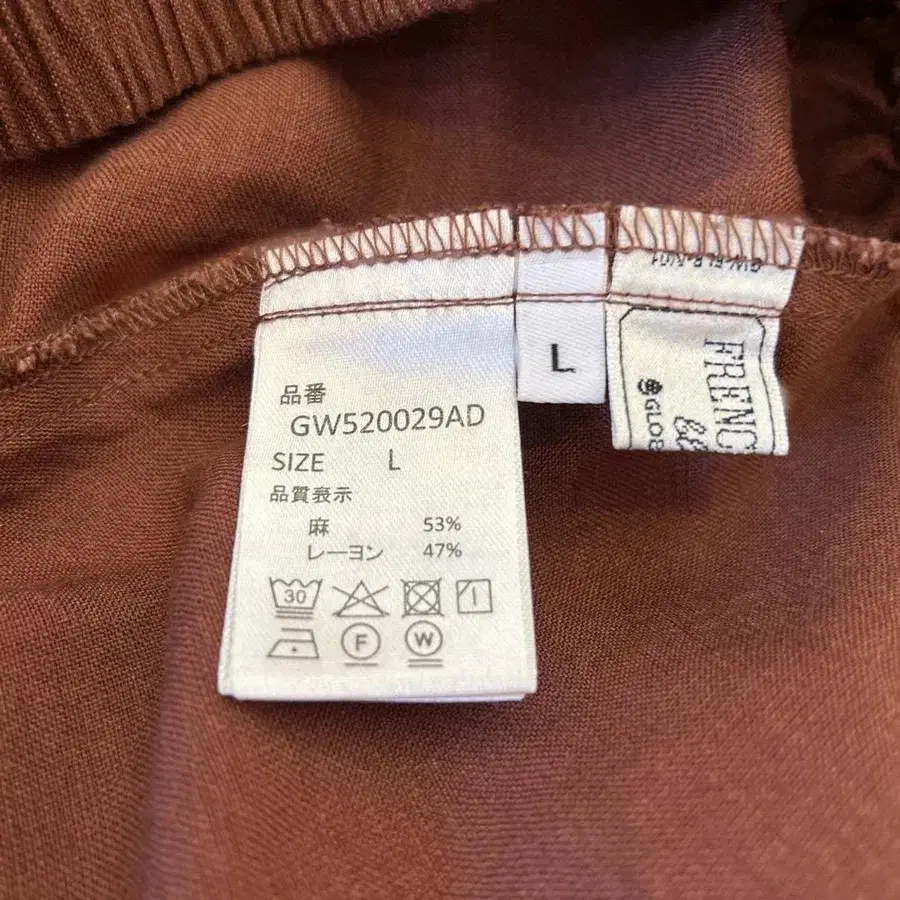 品番
GW520029AD
SIZE L
品質表示
麻 53%
レーヨン 47%
30
F
W
L
FRENC
GLOB